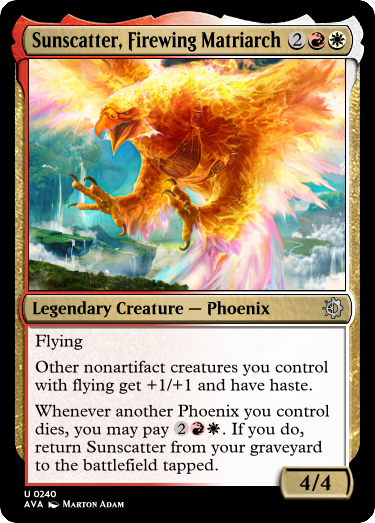 Sunscatter, Firewing Matriarch 2
Legendary Creature — Phoenix
Flying
Other nonartifact creatures you control
with flying get +1/+1 and have haste.
Whenever another Phoenix you control
dies, you may pay 2. If you do,
return Sunscatter from your graveyard
to the battlefield tapped.
4/4
U 0240
AVA Marton Adam